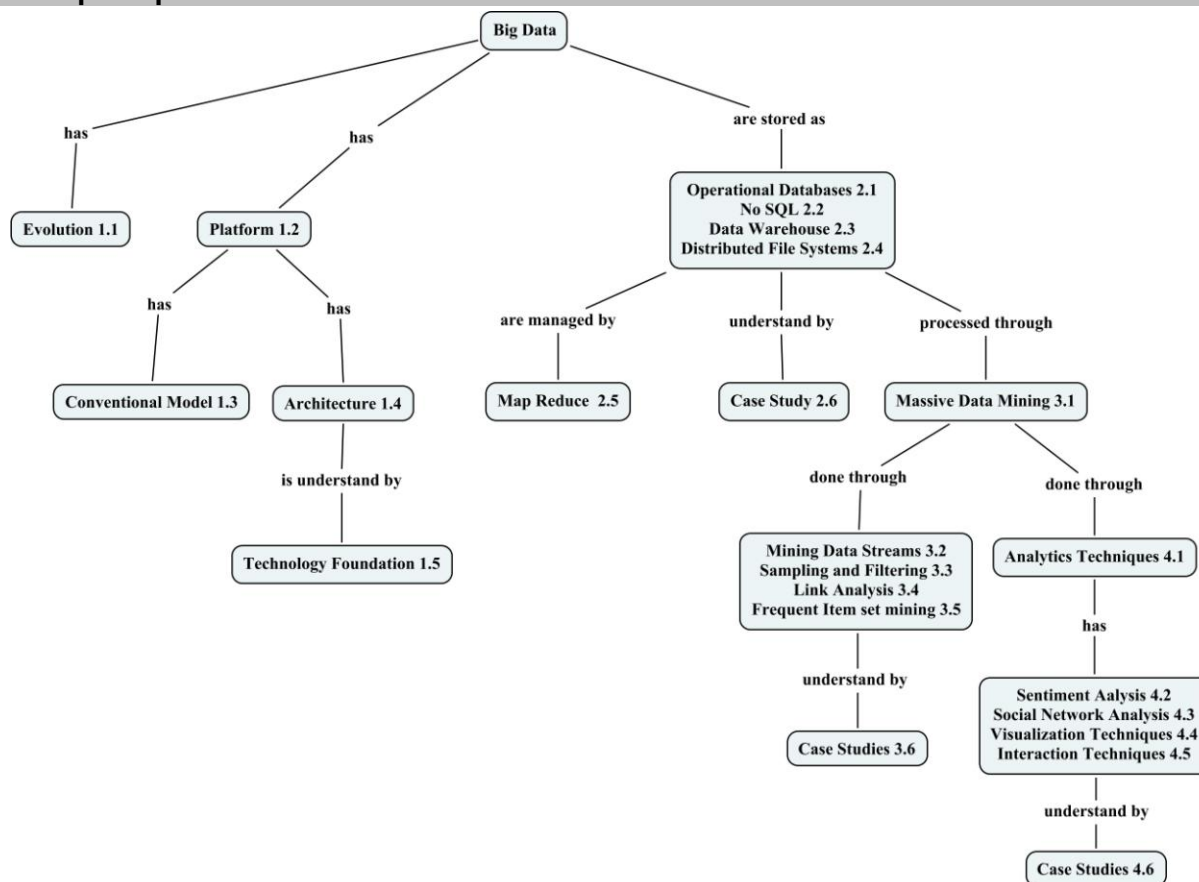 Big Data
has
has
are stored as
Evolution 1.1
Platform 1.2
Operational Databases 2.1
No SQL 2.2
Data Warehouse 2.3
Distributed File Systems 2.4
has
has
are managed by
understand by
processed through
Conventional Model 1.3
Architecture 1.4
Map Reduce 2.5
Case Study 2.6
Massive Data Mining 3.1
is understand by
done through
done through
Technology Foundation 1.5
Mining Data Streams 3.2
Sampling and Filtering 3.3
Link Analysis 3.4
Frequent Item set mining 3.5
Analytics Techniques 4.1
has
understand by
Sentiment Aalysis 4.2
Social Network Analysis 4.3
Visualization Techniques 4.4
Interaction Techniques 4.5
Case Studies 3.6
understand by
Case Studies 4.6